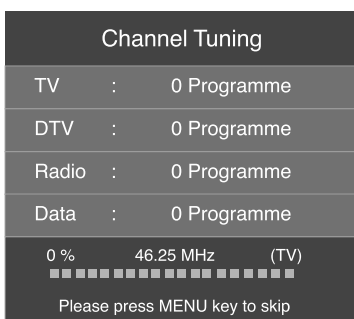 Channel Tuning
TV : 0 Programme
DTV : 0 Programme
Radio : 0 Programme
Data : 0 Programme
0 % 46.25 MHz (TV)
Please press MENU key to skip